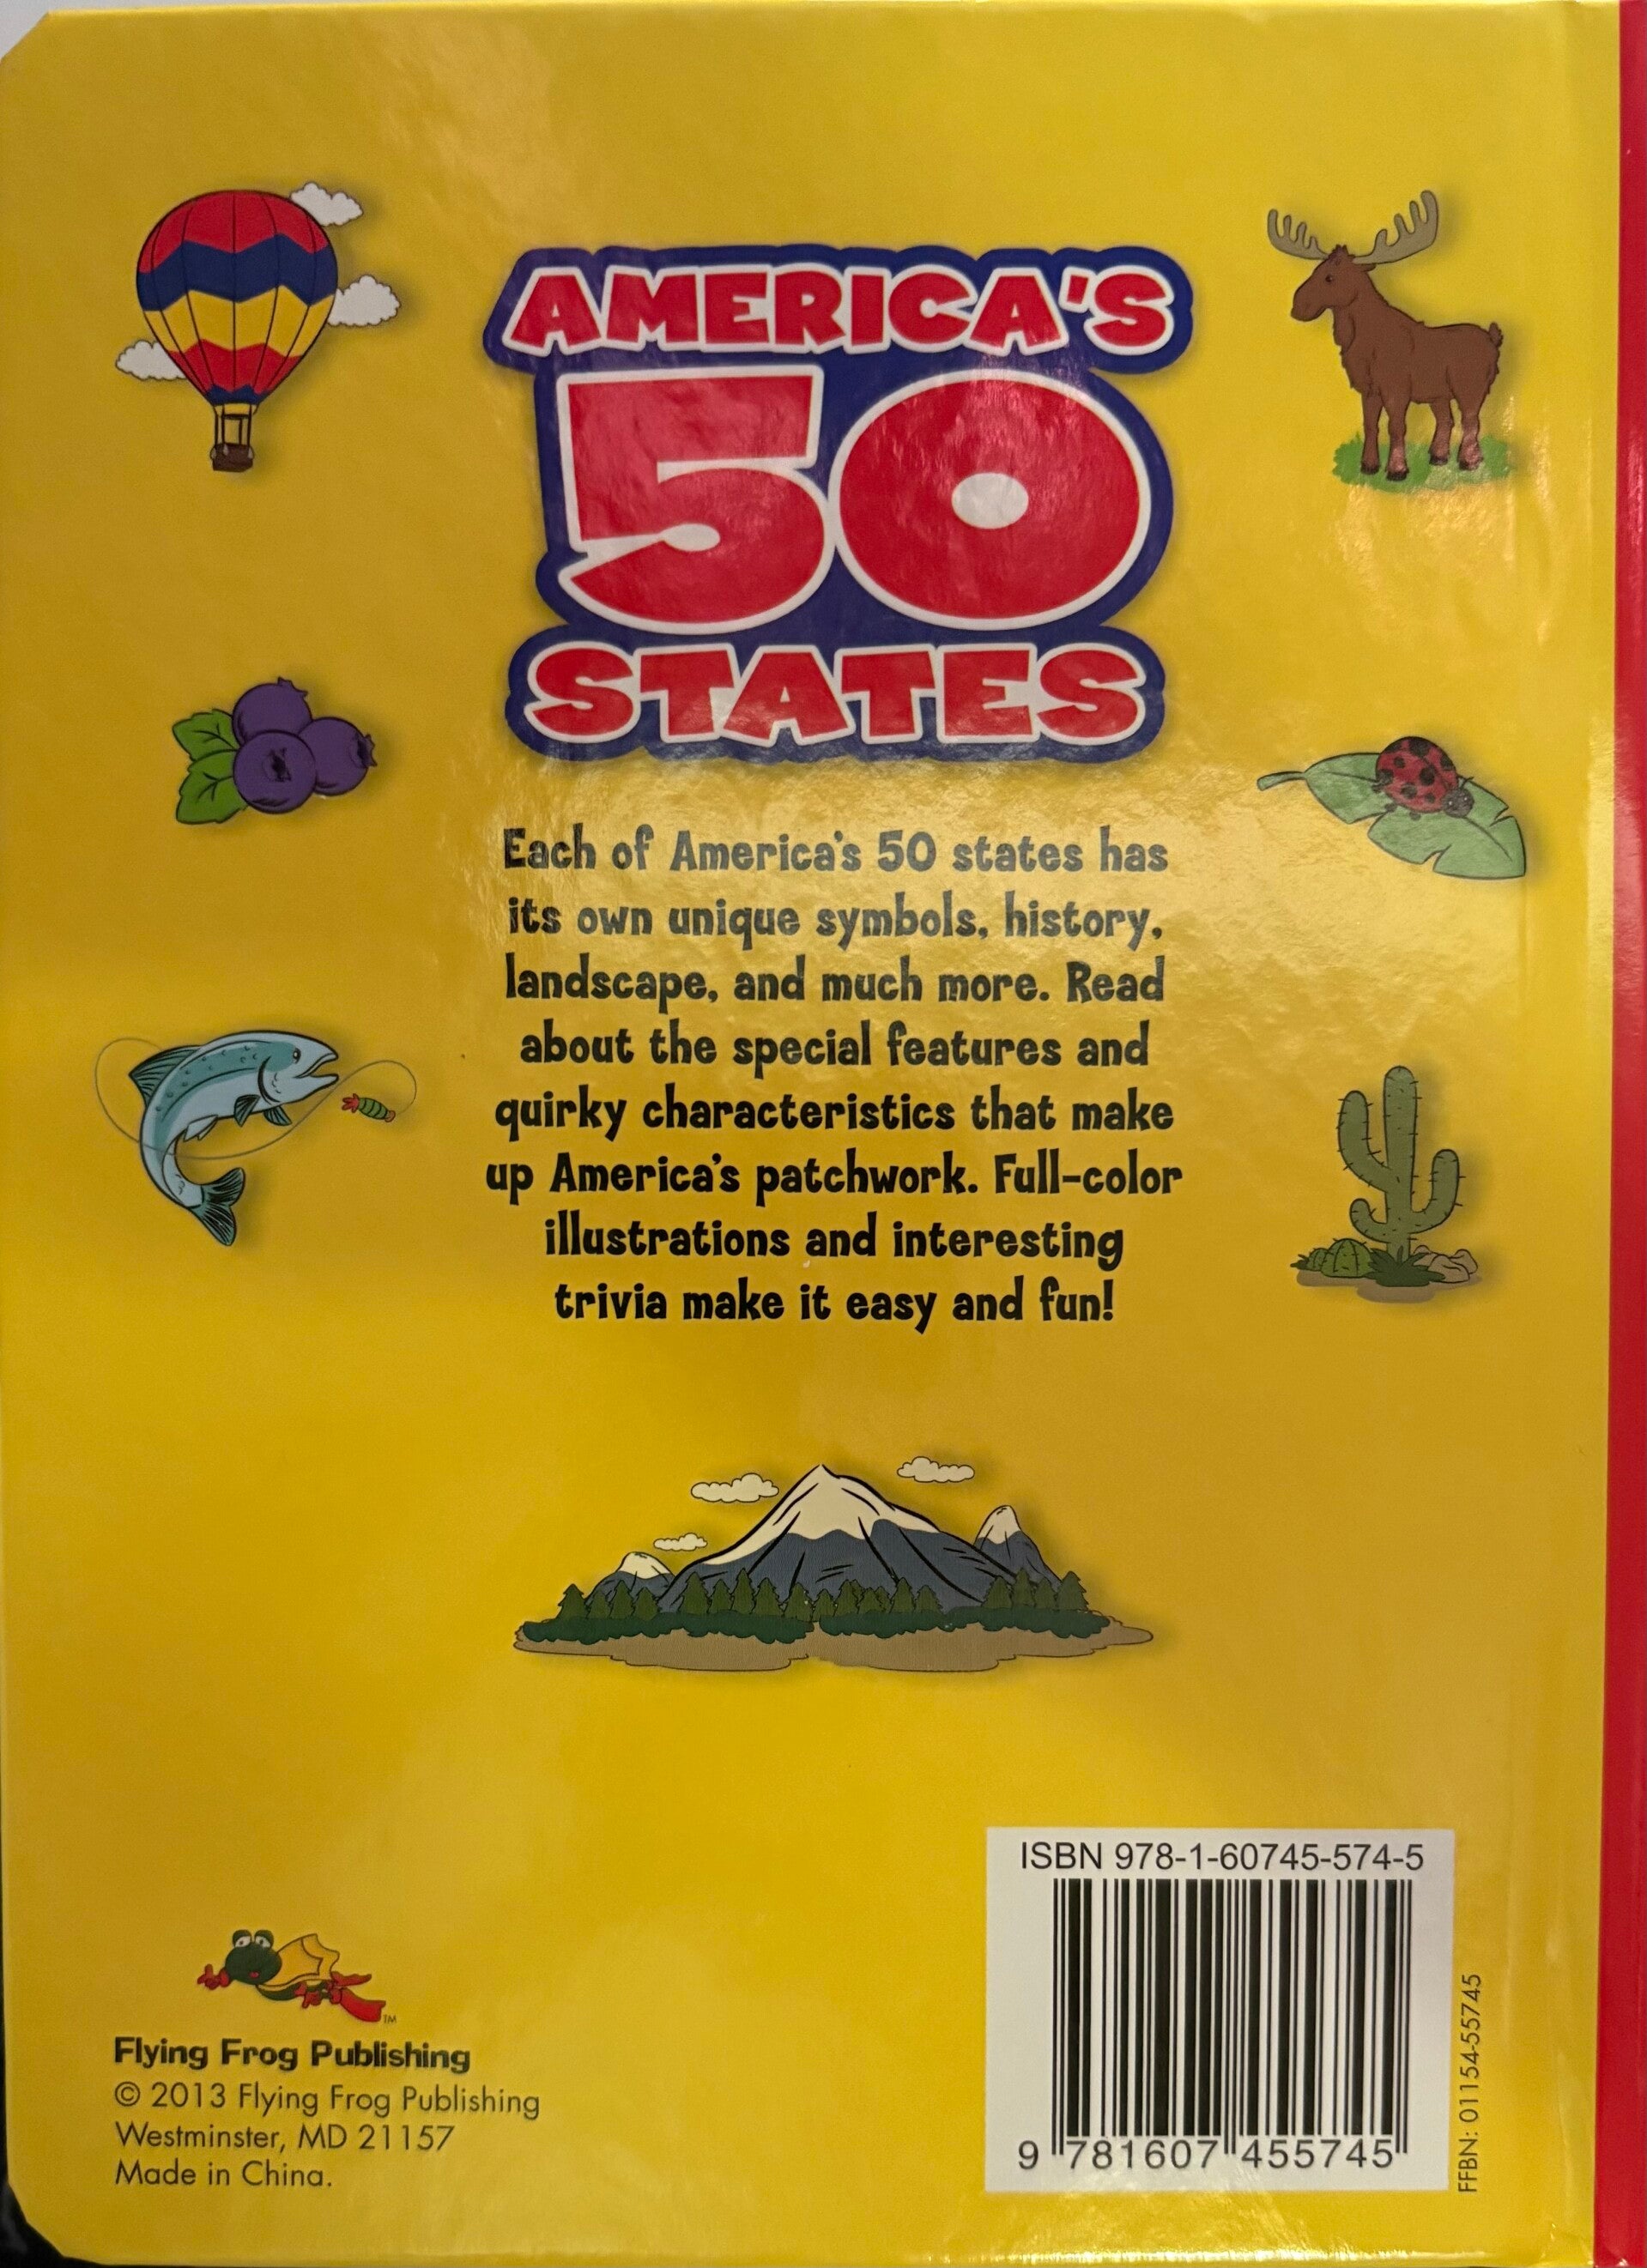 AMERICA'S
50
STATES
Each of America's 50 states has
its own unique symbols, history,
landscape, and much more. Read
about the special features and
quirky characteristics that make
up America's patchwork. Full-color
illustrations and interesting
trivia make it easy and fun!
TM
Flying Frog Publishing
© 2013 Flying Frog Publishing
Westminster, MD 21157
Made in China.
ISBN 978-1-60745-574-5
9 781607 455745
FFBN: 01154-55745